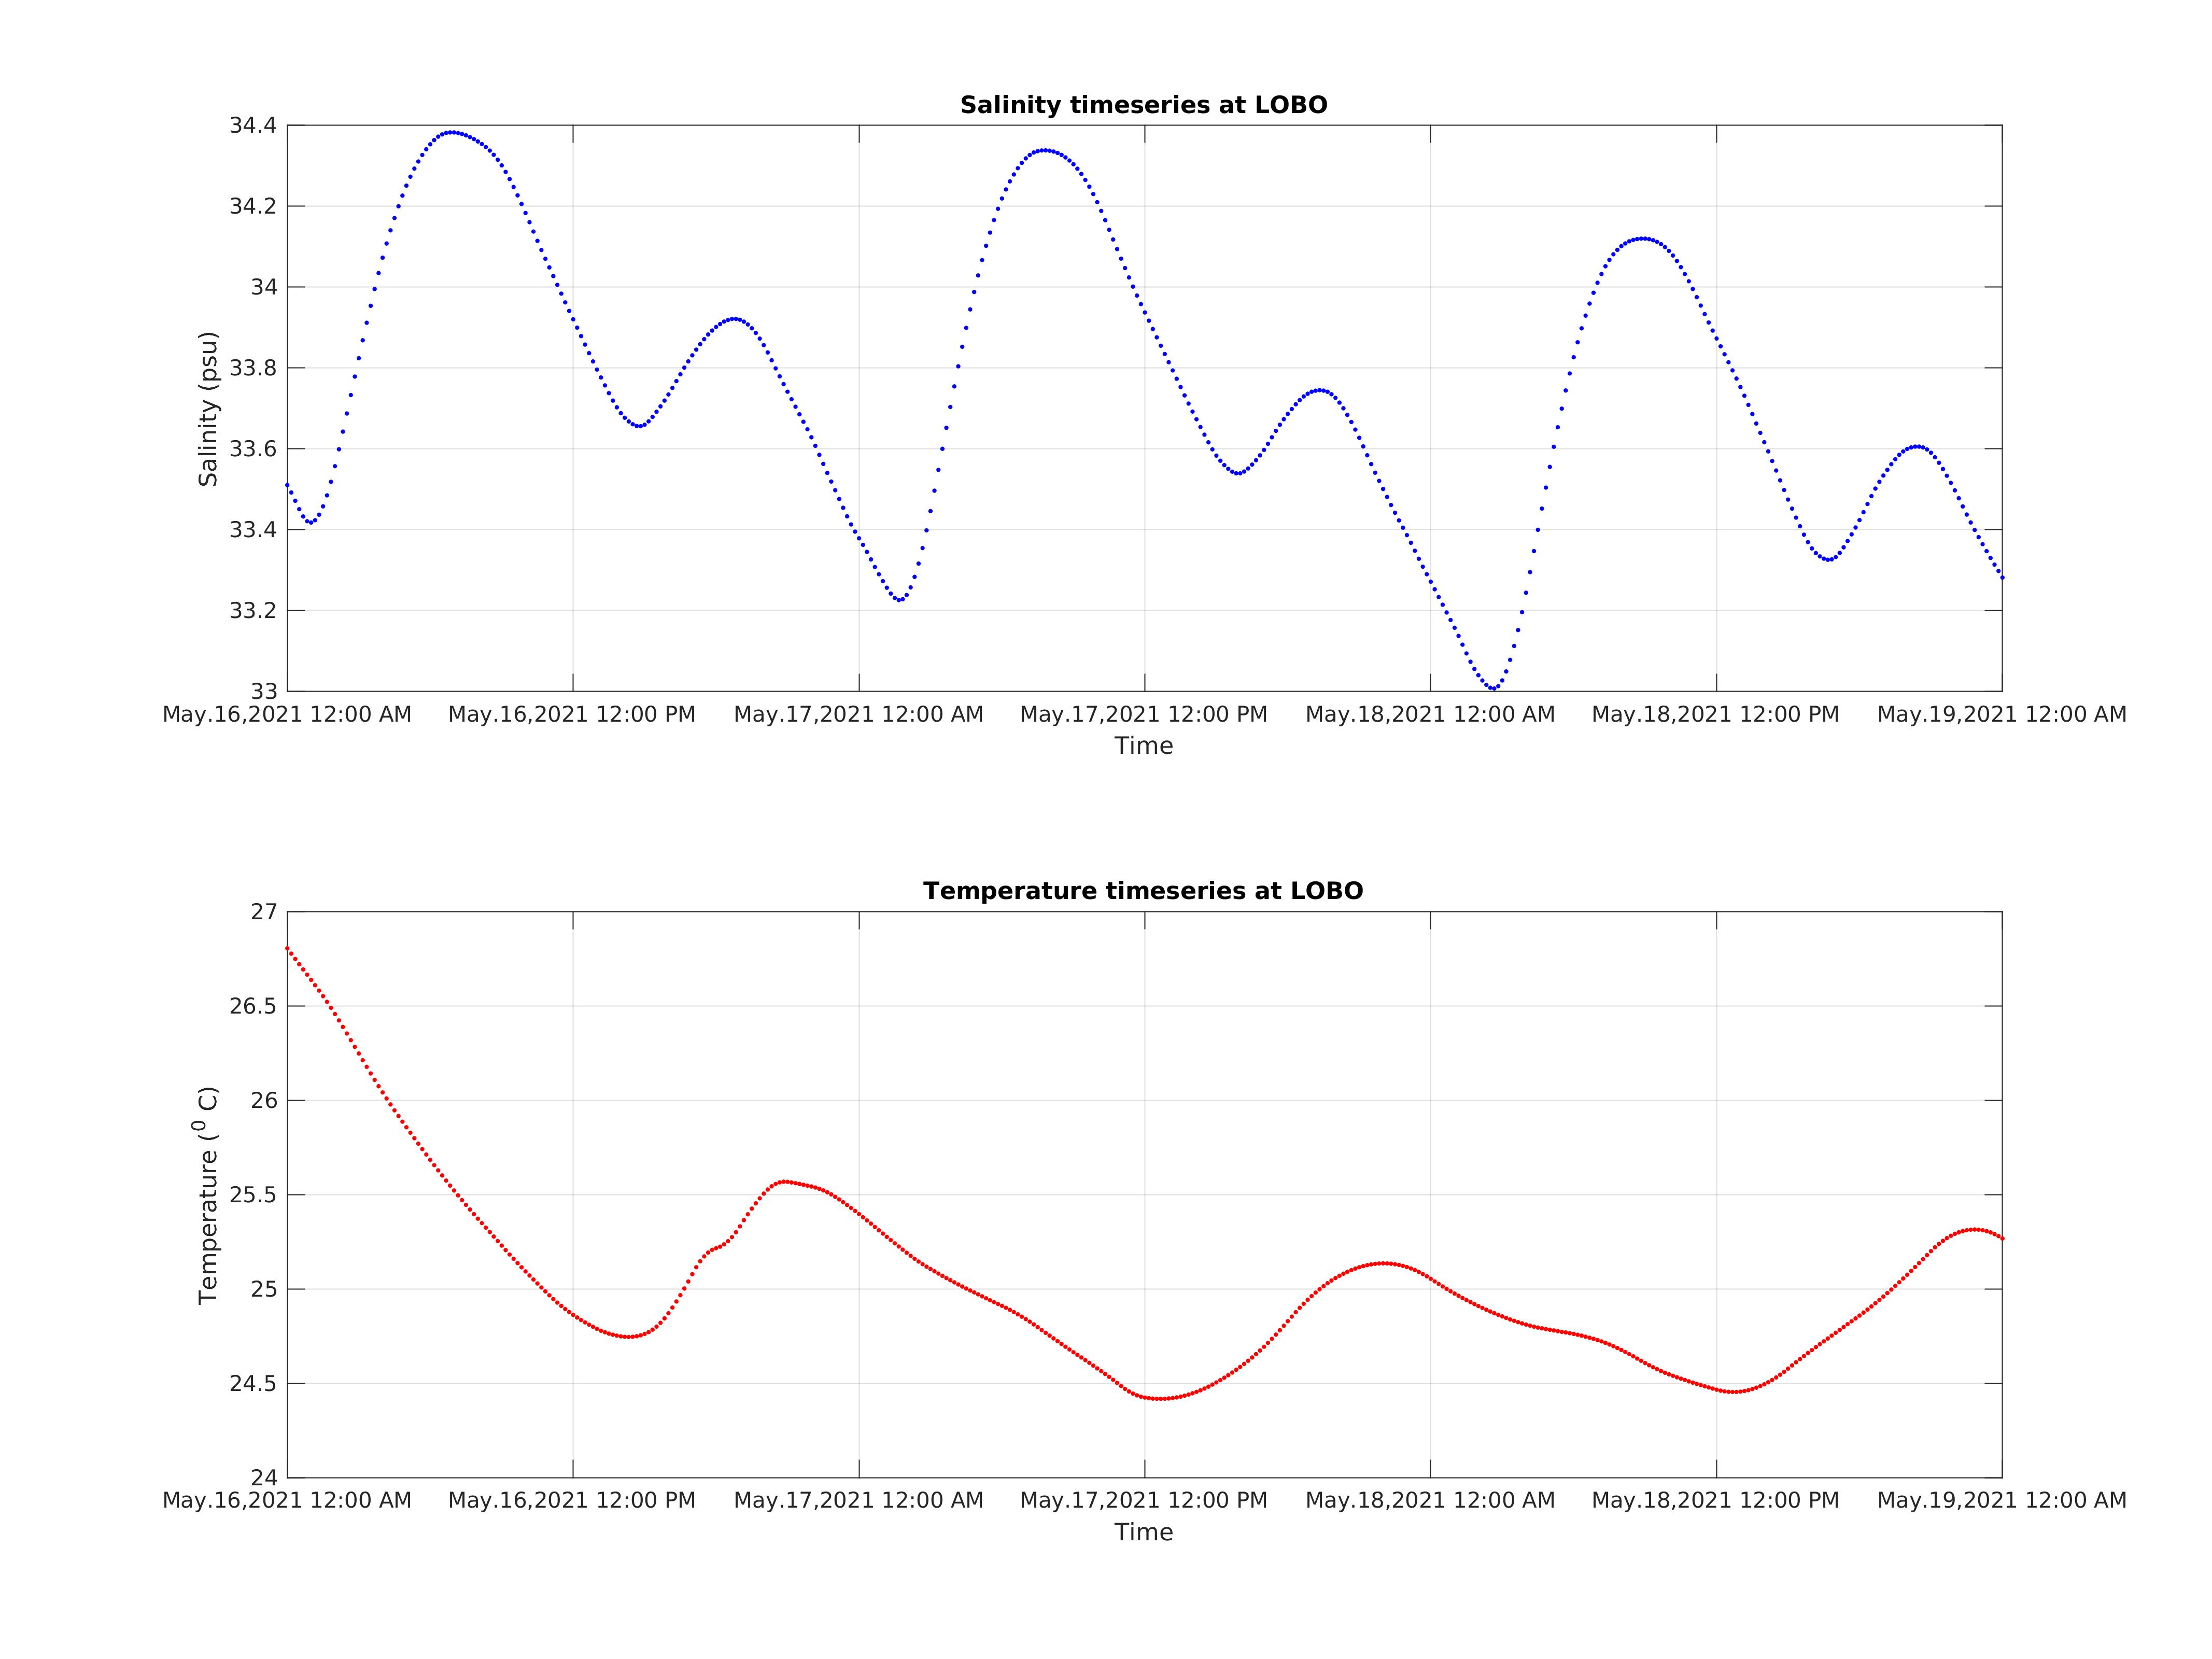 Salinity timeseries at LOBO
34.4
34.2
34
33.8
33.6
33.4
33.2
33
Salinity (psu)
May.16,2021 12:00 AM May.16,2021 12:00 PM May.17,2021 12:00 AM May.17,2021 12:00 PM May.18,2021 12:00 AM May.18,2021 12:00 PM May.19,2021 12:00 AM
Time
Temperature timeseries at LOBO
27
26.5
26
25.5
25
24.5
24
Temperature (⁰ C)
May.16,2021 12:00 AM May.16,2021 12:00 PM May.17,2021 12:00 AM May.17,2021 12:00 PM May.18,2021 12:00 AM May.18,2021 12:00 PM May.19,2021 12:00 AM
Time